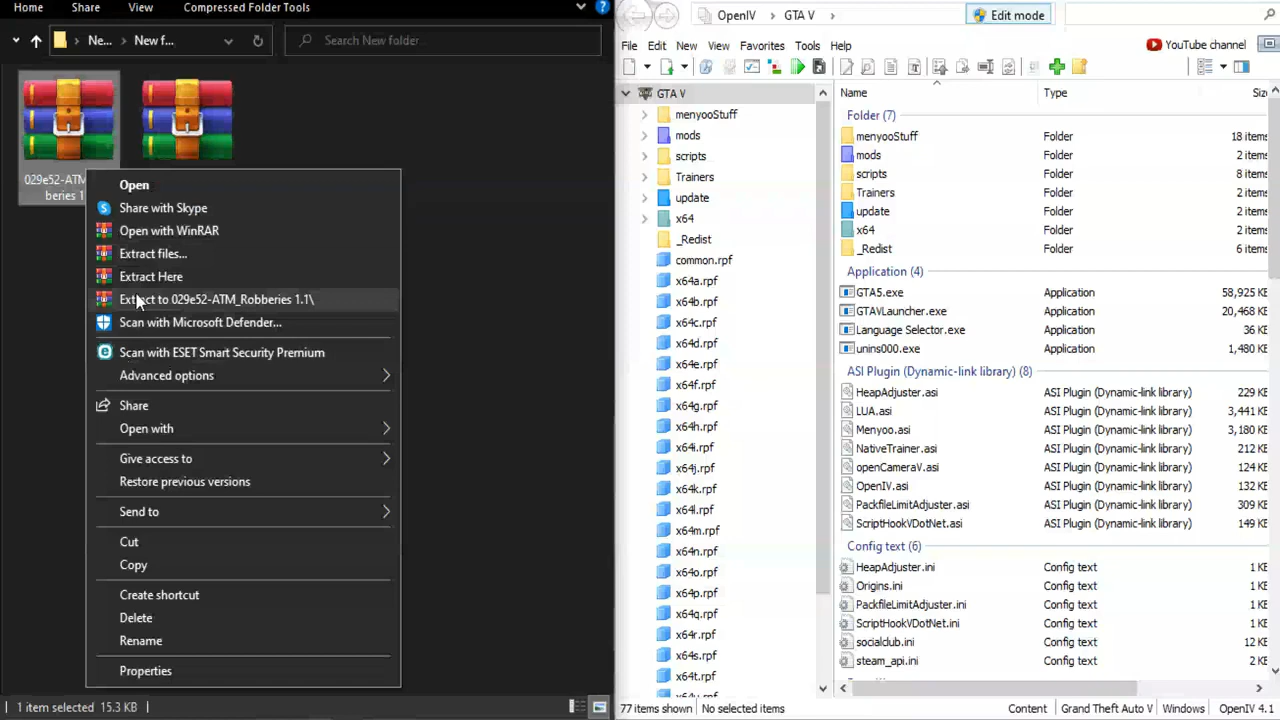 Home Share View Compressed Folder Tools
Ne... New f...
Search New folder
029e52-ATM
beries 1
Open
Share with Skype
Open with WinRAR
Extract files...
Extract Here
Extract to 029e52-ATM_Robberies 1.1\
Scan with Microsoft Defender...
Scan with ESET Smart Security Premium
Advanced options
Share
Open with
Give access to
Restore previous versions
Send to
Cut
Copy
Create shortcut
Delete
Rename
Properties
item selected 15.3 KB
OpenIV GTA V
Edit mode
File Edit New View Favorites Tools Help
YouTube channel
GTA V
menyooStuff
mods
scripts
Trainers
update
x64
_Redist
common.rpf
x64a.rpf
x64b.rpf
x64c.rpf
x64d.rpf
x64e.rpf
x64f.rpf
x64g.rpf
x64h.rpf
x64i.rpf
x64j.rpf
x64k.rpf
x64l.rpf
x64m.rpf
x64n.rpf
x64o.rpf
x64p.rpf
x64q.rpf
x64r.rpf
x64s.rpf
x64t.rpf
Name Type Size
Folder (7)
menyooStuff Folder 18 items
mods Folder 2 items
scripts Folder 8 items
Trainers Folder 2 items
update Folder 2 items
x64 Folder 2 items
_Redist Folder 6 items
Application (4)
GTA5.exe Application 58,925 KB
GTAVLauncher.exe Application 20,468 KB
Language Selector.exe Application 36 KB
unins000.exe Application 1,480 KB
ASI Plugin (Dynamic-link library) (8)
HeapAdjuster.asi ASI Plugin (Dynamic-link library) 229 KB
LUA.asi ASI Plugin (Dynamic-link library) 3,441 KB
Menyoo.asi ASI Plugin (Dynamic-link library) 3,180 KB
NativeTrainer.asi ASI Plugin (Dynamic-link library) 212 KB
openCameraV.asi ASI Plugin (Dynamic-link library) 124 KB
OpenIV.asi ASI Plugin (Dynamic-link library) 132 KB
PackfileLimitAdjuster.asi ASI Plugin (Dynamic-link library) 309 KB
ScriptHookVDotNet.asi ASI Plugin (Dynamic-link library) 149 KB
Config text (6)
HeapAdjuster.ini Config text 1 KB
Origins.ini Config text 1 KB
PackfileLimitAdjuster.ini Config text 1 KB
ScriptHookVDotNet.ini Config text 1 KB
socialclub.ini Config text 12 KB
steam_api.ini Config text 2 KB
77 items shown No selected items Content Grand Theft Auto V Windows OpenIV 4.1